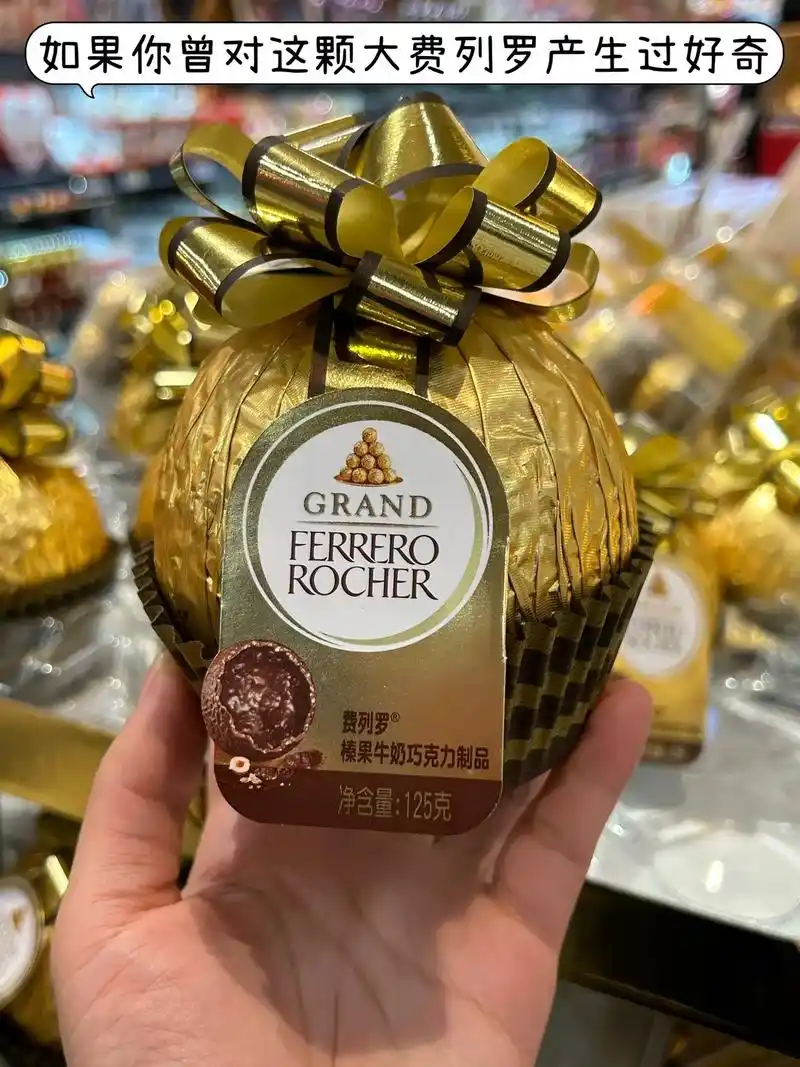 如果你曾对这颗大费列罗产生过好奇
GRAND
FERRERO
ROCHER
费列罗®
榛果牛奶巧克力制品
净含量:125克